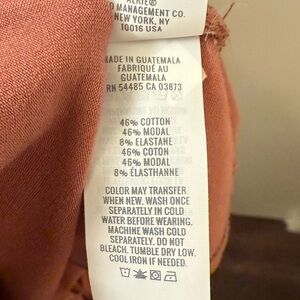 AERIE®
MANAGEMENT CO.
NEW YORK, NY
10016 USA
MADE IN GUATEMALA
FABRIQUÉ AU
GUATEMALA
RN 54485 CA 03873
46% COTTON
46% MODAL
8% ELASTANE
46% COTON
46% MODAL
8% ÉLASTHANNE
COLOR MAY TRANSFER
WHEN NEW. WASH ONCE
SEPARATELY IN COLD
WATER BEFORE WEARING.
MACHINE WASH COLD
SEPARATELY. DO NOT
BLEACH. TUMBLE DRY LOW.
COOL IRON IF NEEDED.